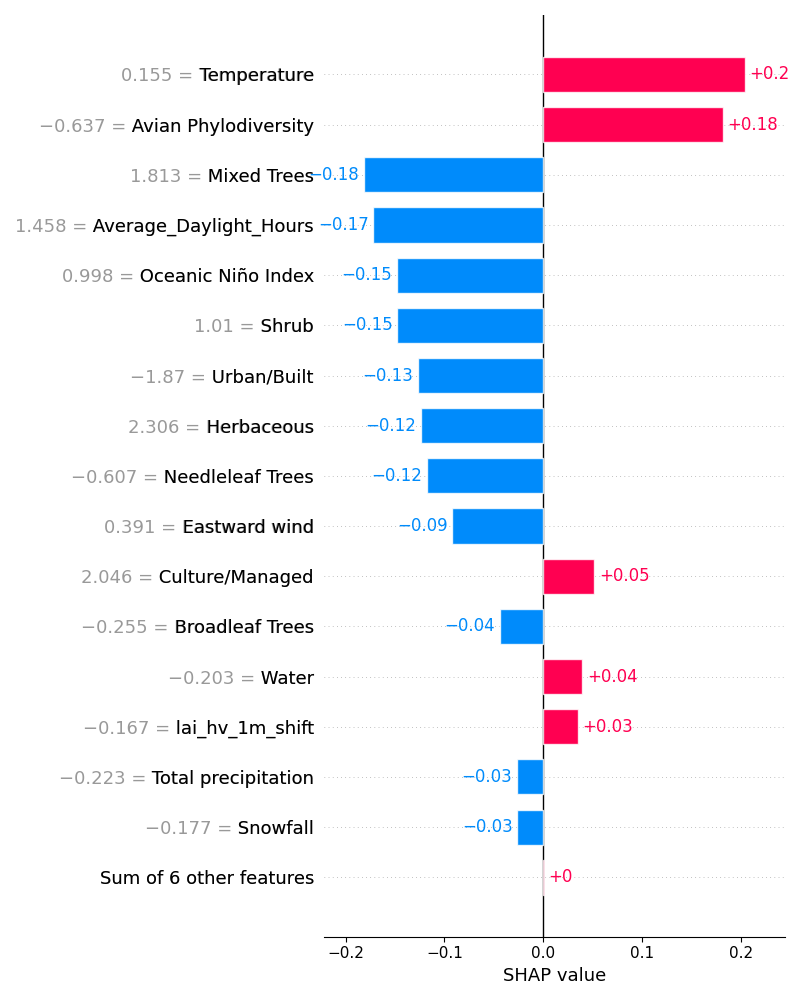 0.155 = Temperature +0.2
−0.637 = Avian Phylodiversity +0.18
1.813 = Mixed Trees −0.18
1.458 = Average_Daylight_Hours −0.17
0.998 = Oceanic Niño Index −0.15
1.01 = Shrub −0.15
−1.87 = Urban/Built −0.13
2.306 = Herbaceous −0.12
−0.607 = Needleleaf Trees −0.12
0.391 = Eastward wind −0.09
2.046 = Culture/Managed +0.05
−0.255 = Broadleaf Trees −0.04
−0.203 = Water +0.04
−0.167 = lai_hv_1m_shift +0.03
−0.223 = Total precipitation −0.03
−0.177 = Snowfall −0.03
Sum of 6 other features +0
−0.2 −0.1 0.0 0.1 0.2
SHAP value